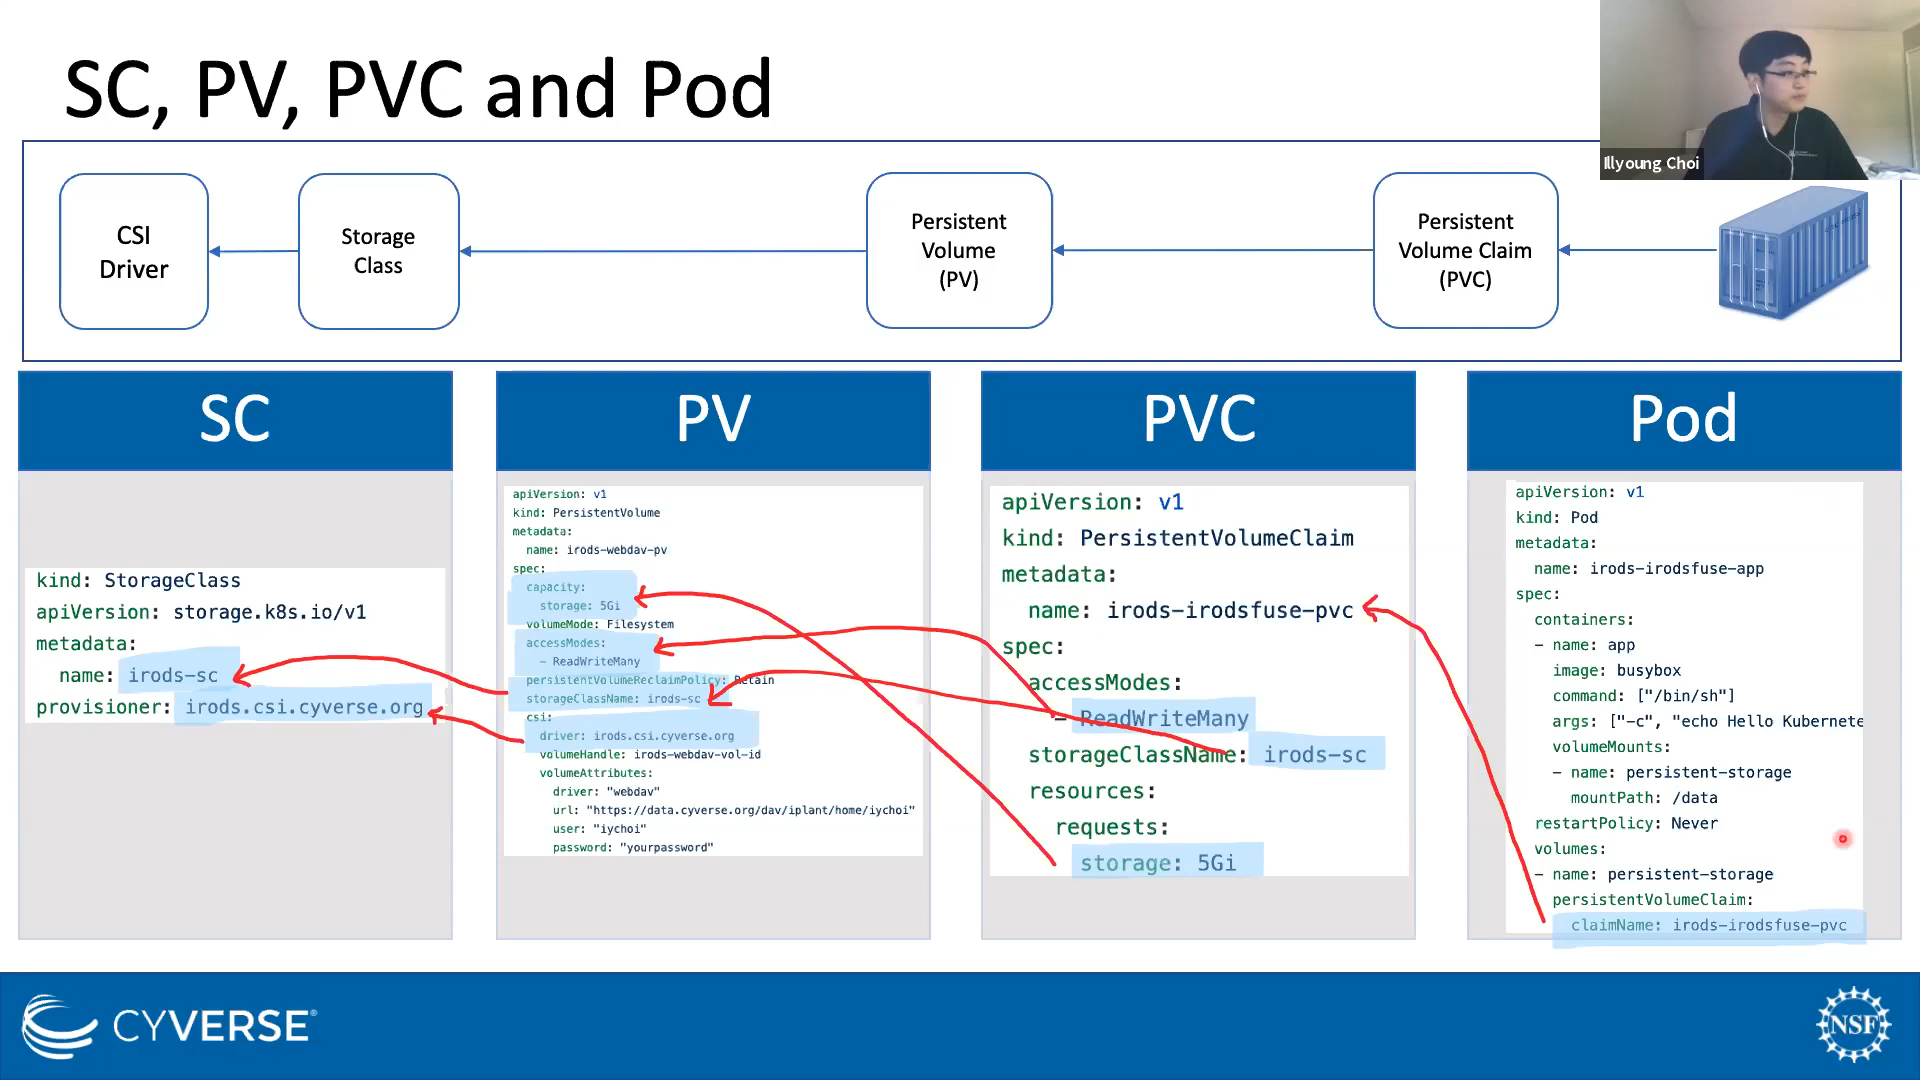 SC, PV, PVC and Pod
Illyoung Choi
CSI
Driver
Storage
Class
Persistent
Volume
(PV)
Persistent
Volume Claim
(PVC)
SC
kind: StorageClass
apiVersion: storage.k8s.io/v1
metadata:
name: irods-sc
provisioner: irods.csi.cyverse.org
PV
apiVersion: v1
kind: PersistentVolume
metadata:
name: irods-webdav-pv
spec:
capacity:
storage: 5Gi
volumeMode: Filesystem
accessModes:
- ReadWriteMany
persistentVolumeReclaimPolicy: Retain
storageClassName: irods-sc
csi:
driver: irods.csi.cyverse.org
volumeHandle: irods-webdav-vol-id
volumeAttributes:
driver: "webdav"
url: "https://data.cyverse.org/dav/iplant/home/iychoi"
user: "iychoi"
password: "yourpassword"
PVC
apiVersion: v1
kind: PersistentVolumeClaim
metadata:
name: irods-irodsfuse-pvc
spec:
accessModes:
- ReadWriteMany
storageClassName: irods-sc
resources:
requests:
storage: 5Gi
Pod
apiVersion: v1
kind: Pod
metadata:
name: irods-irodsfuse-app
spec:
containers:
- name: app
image: busybox
command: ["/bin/sh"]
args: ["-c", "echo Hello Kubernete
volumeMounts:
- name: persistent-storage
mountPath: /data
restartPolicy: Never
volumes:
- name: persistent-storage
persistentVolumeClaim:
claimName: irods-irodsfuse-pvc
CYVERSE®
NSF